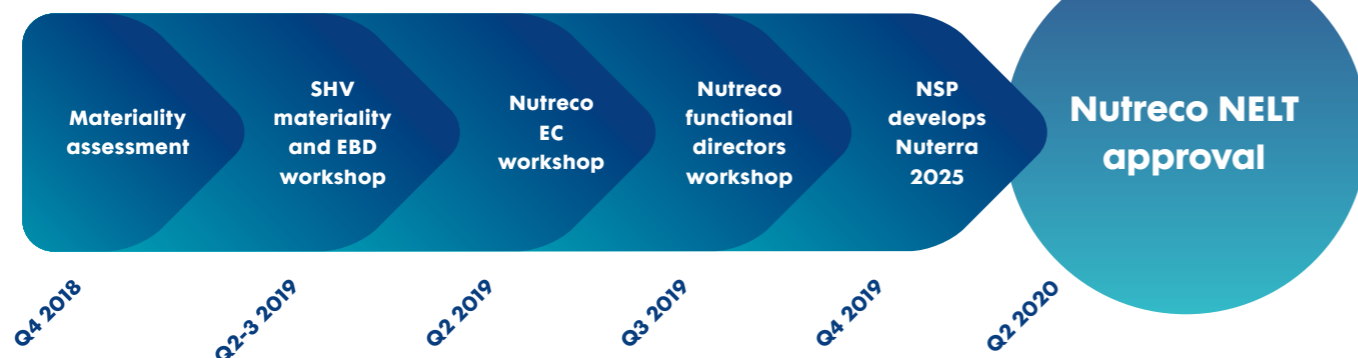 Materiality
assessment
SHV
materiality
and EBD
workshop
Nutreco
EC
workshop
Nutreco
functional
directors
workshop
NSP
develops
Nuterra
2025
Nutreco NELT
approval
Q4 2018
Q2-3 2019
Q2 2019
Q3 2019
Q4 2019
Q2 2020